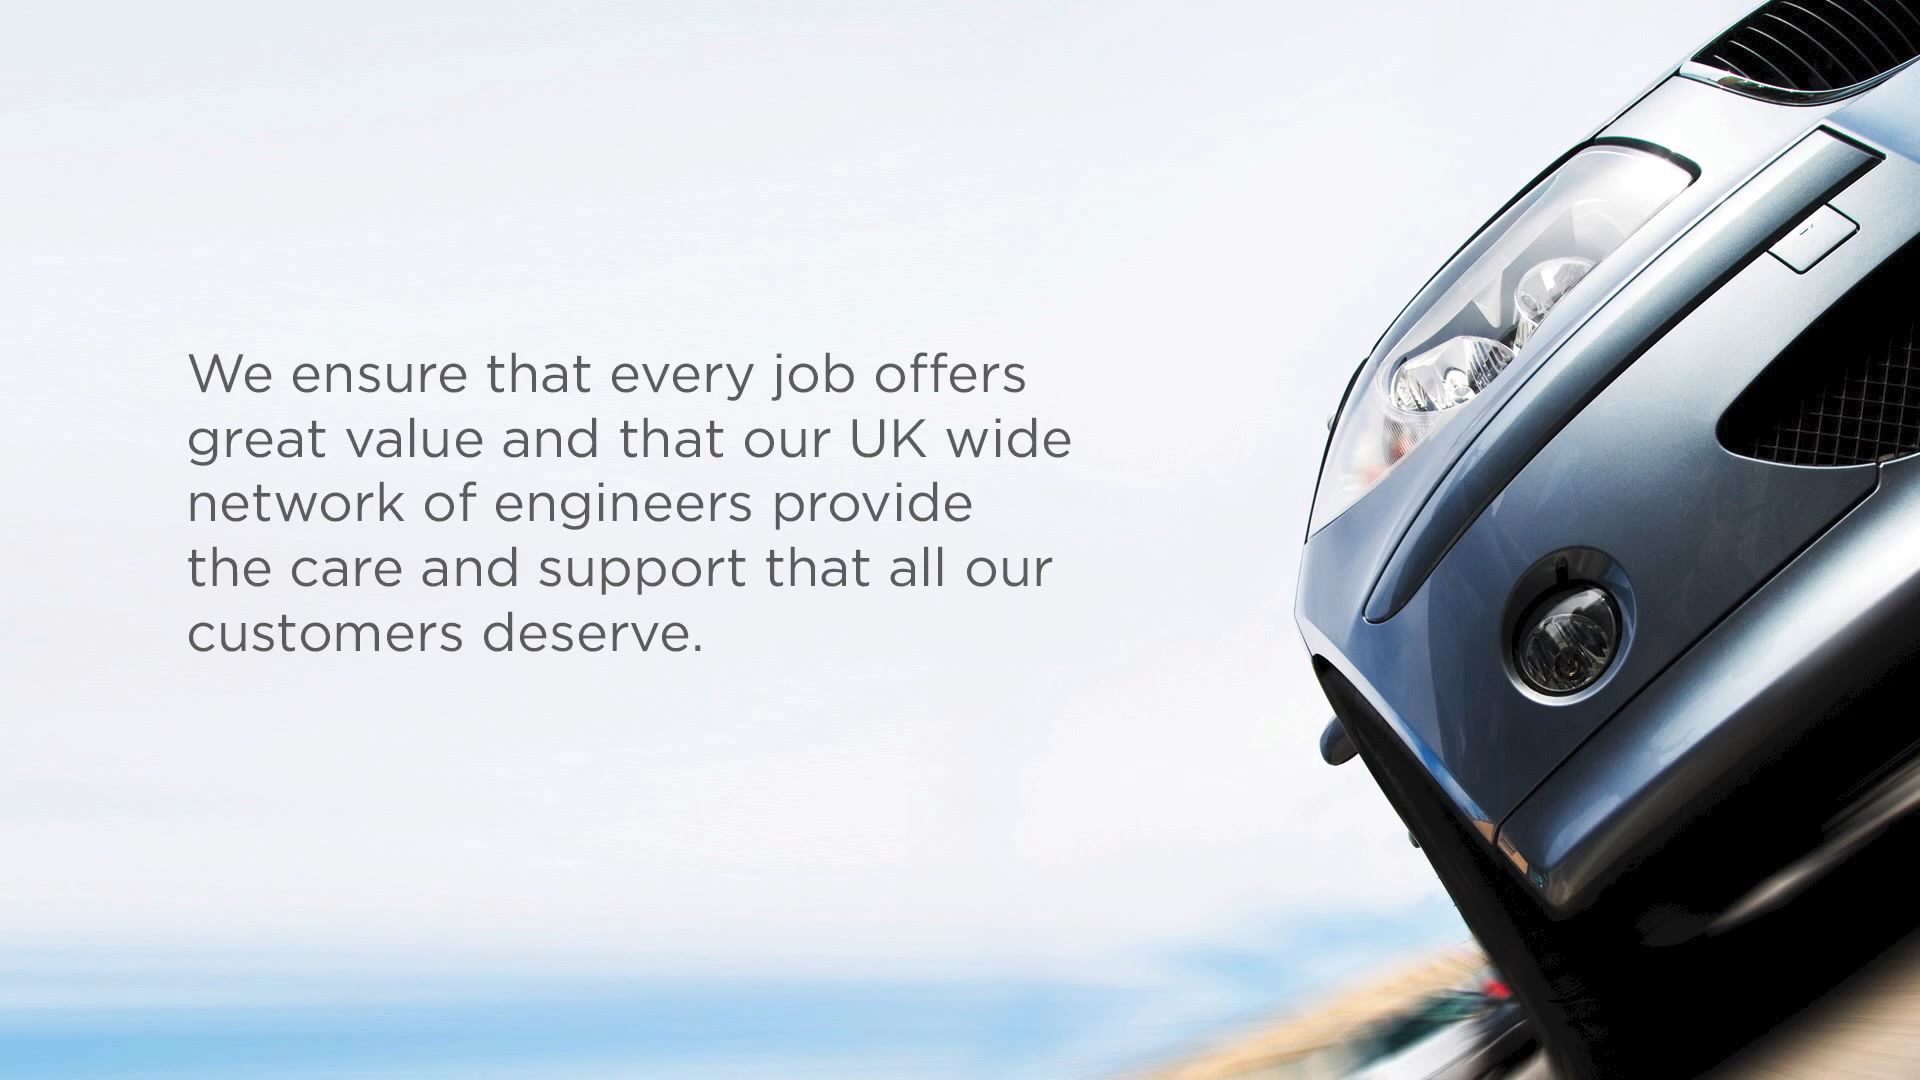 We ensure that every job offers
great value and that our UK wide
network of engineers provide
the care and support that all our
customers deserve.